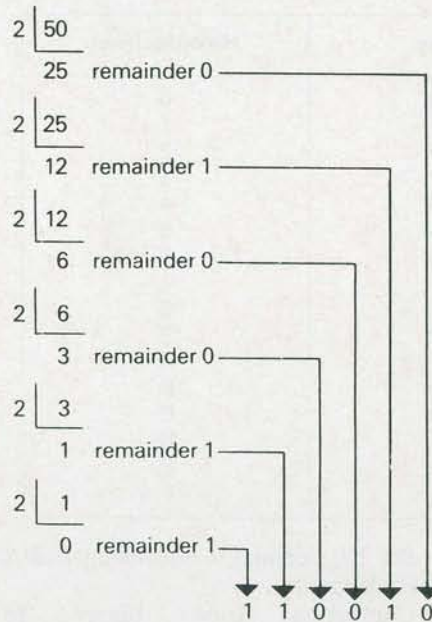 2 50
25 remainder 0
2 25
12 remainder 1
2 12
6 remainder 0
2 6
3 remainder 0
2 3
1 remainder 1
2 1
0 remainder 1
1 1 0 0 1 0